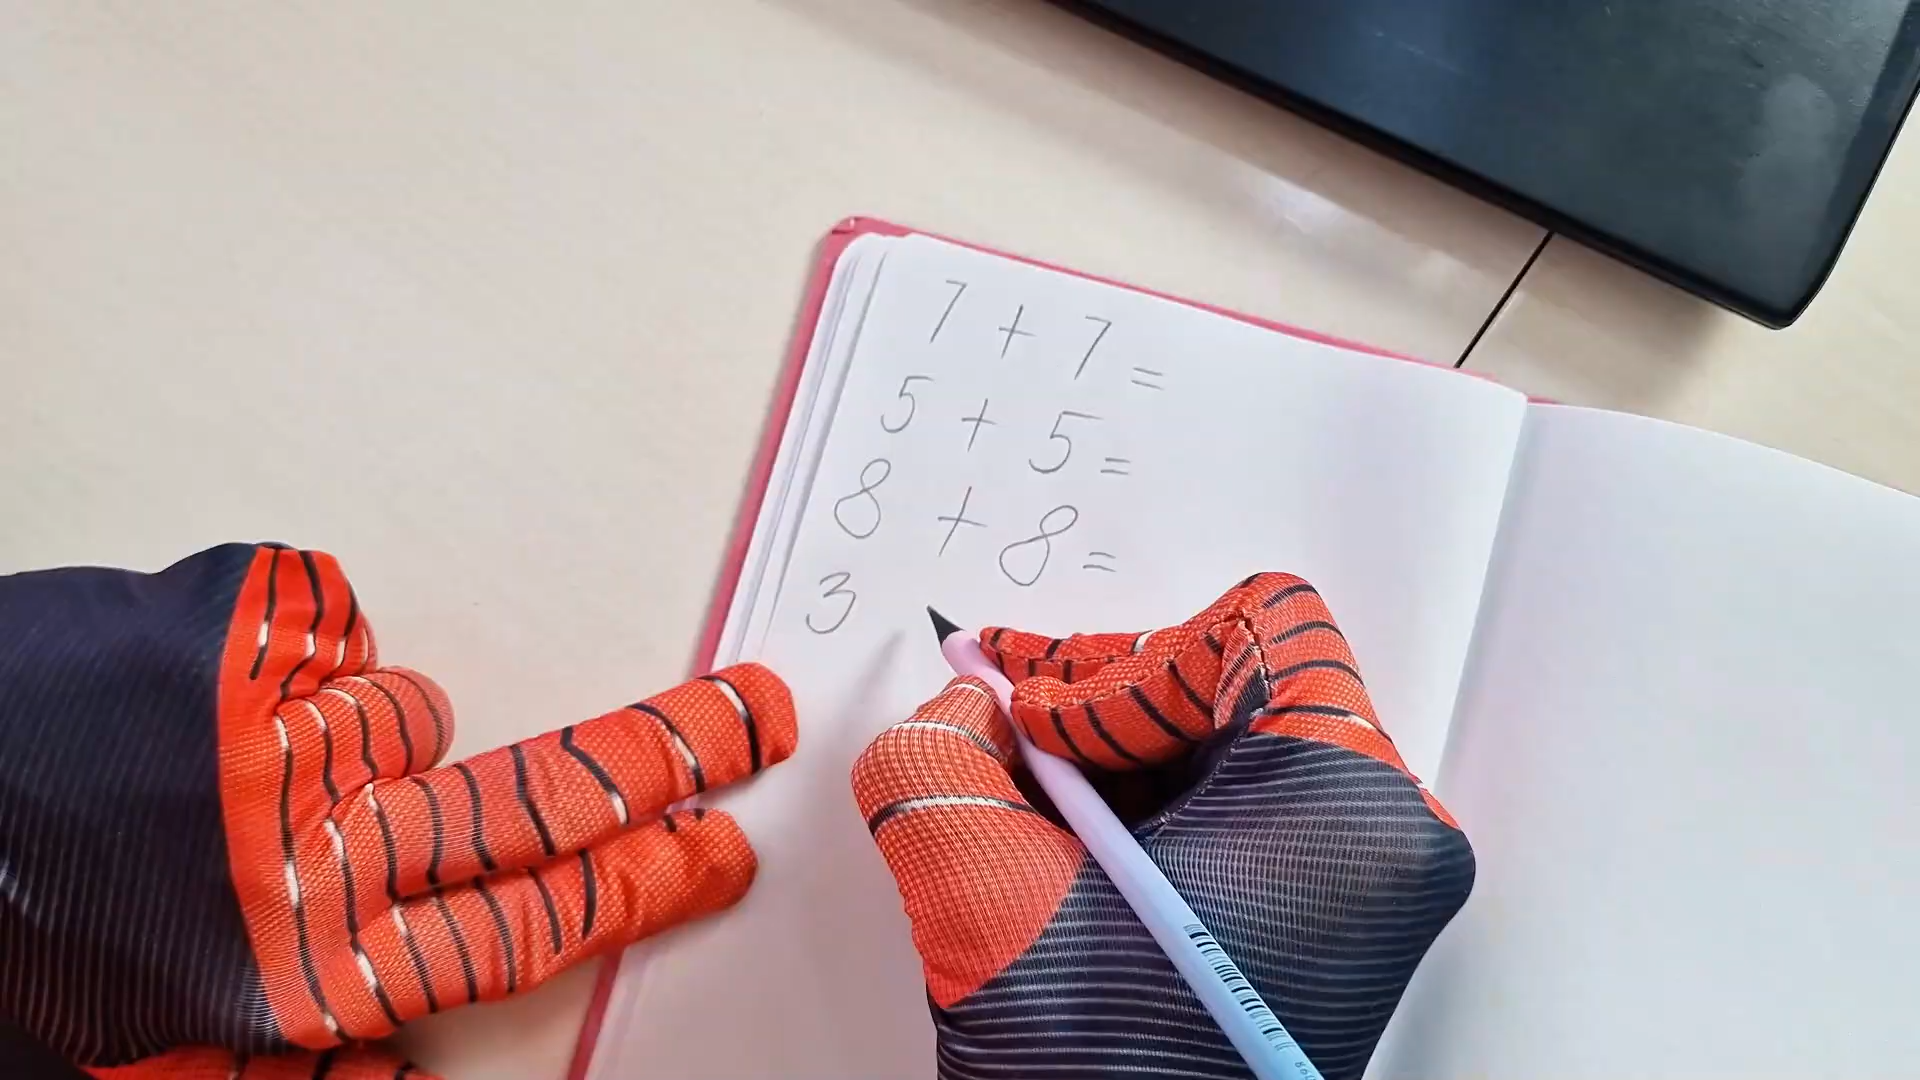 7 + 7 =
5 + 5 =
8 + 8 =
3